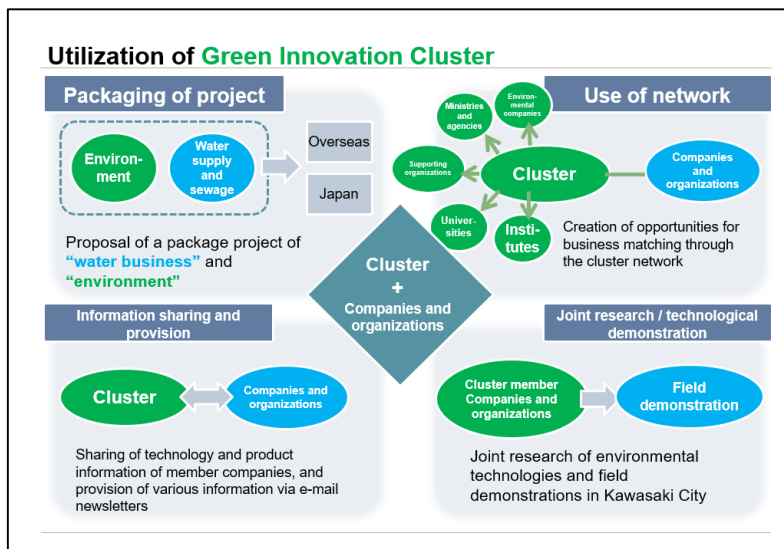 Utilization of Green Innovation Cluster
Packaging of project
Environ-
ment
Water
supply
and
sewage
Overseas
Japan
Proposal of a package project of
“water business” and
“environment”
Use of network
Ministries
and
agencies
Environ-
mental
companies
Supporting
organizations
Cluster
Companies
and
organizations
Univer-
sities
Insti-
tutes
Creation of opportunities for
business matching through
the cluster network
Cluster
+
Companies and
organizations
Information sharing and
provision
Cluster
Companies and
organizations
Sharing of technology and product
information of member companies, and
provision of various information via e-mail
newsletters
Joint research / technological
demonstration
Cluster member
Companies and
organizations
Field
demonstration
Joint research of environmental
technologies and field
demonstrations in Kawasaki City